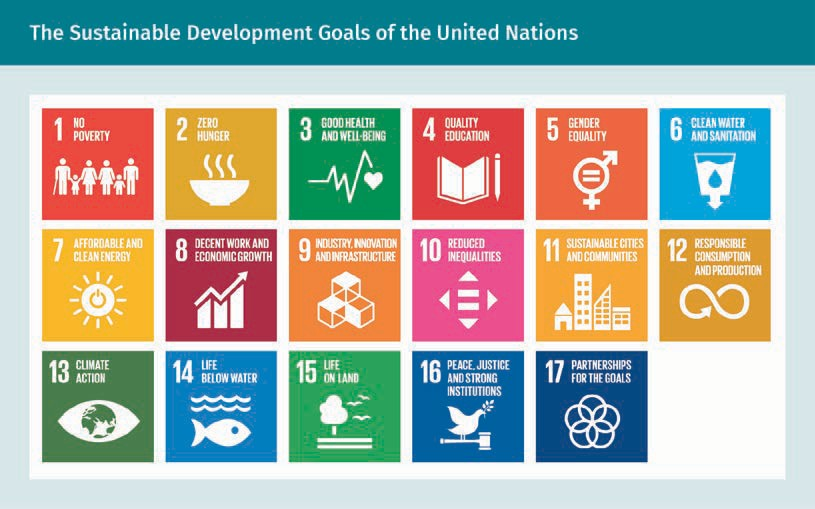 The Sustainable Development Goals of the United Nations
1 NO
POVERTY
2 ZERO
HUNGER
3 GOOD HEALTH
AND WELL-BEING
4 QUALITY
EDUCATION
5 GENDER
EQUALITY
6 CLEAN WATER
AND SANITATION
7 AFFORDABLE AND
CLEAN ENERGY
8 DECENT WORK AND
ECONOMIC GROWTH
9 INDUSTRY, INNOVATION
AND INFRASTRUCTURE
10 REDUCED
INEQUALITIES
11 SUSTAINABLE CITIES
AND COMMUNITIES
12 RESPONSIBLE
CONSUMPTION
AND PRODUCTION
13 CLIMATE
ACTION
14 LIFE
BELOW WATER
15 LIFE
ON LAND
16 PEACE, JUSTICE
AND STRONG
INSTITUTIONS
17 PARTNERSHIPS
FOR THE GOALS